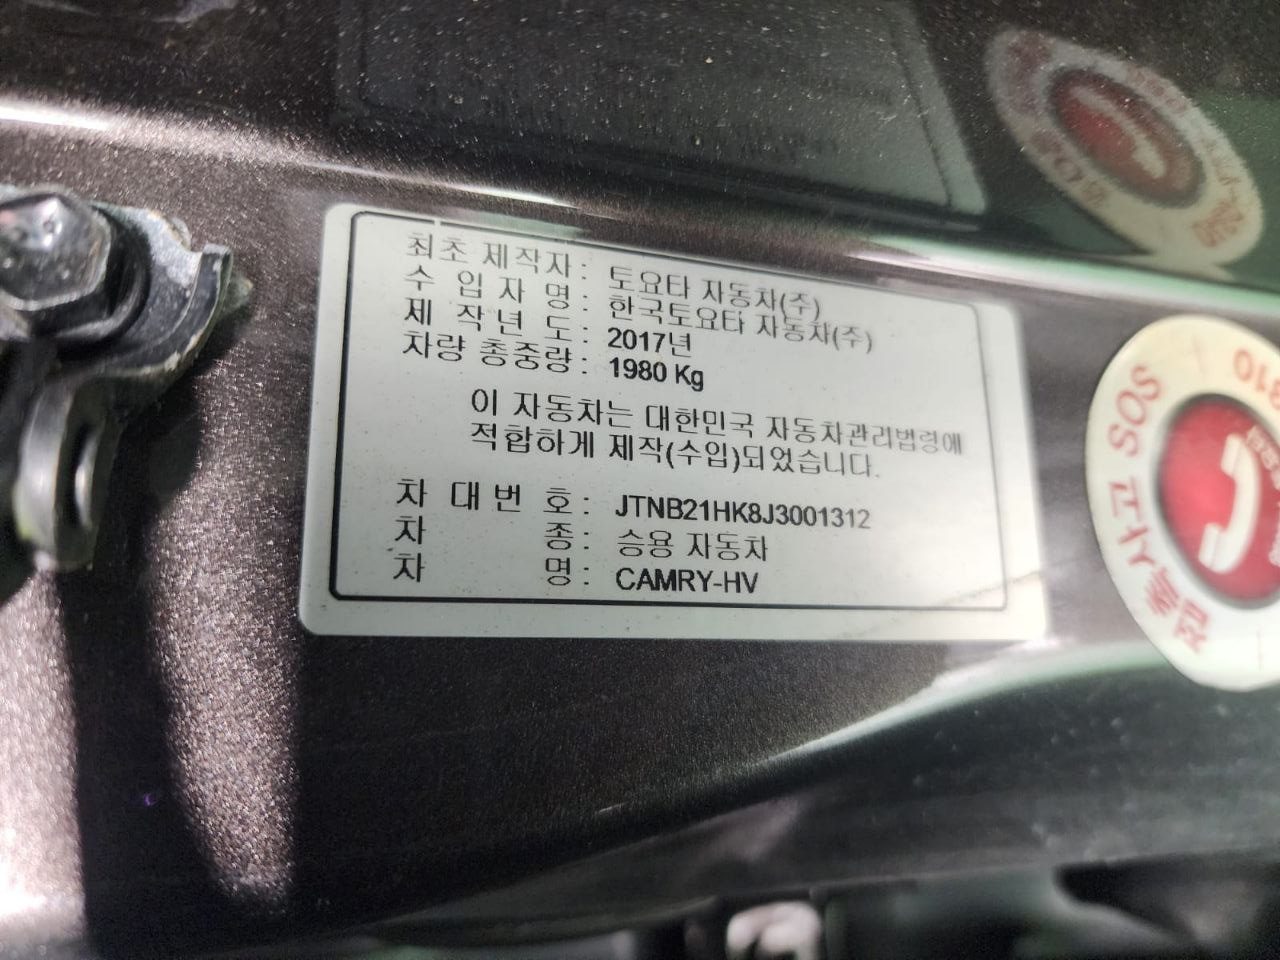 최초 제작자 : 토요타 자동차(주)
수 입 자 명 : 한국토요타 자동차(주)
제 작 년 도 : 2017년
차량 총중량 : 1980 Kg
이 자동차는 대한민국 자동차관리법령에
적합하게 제작(수입)되었습니다.
차 대 번 호 : JTNB21HK8J3001312
차 종 : 승용 자동차
차 명 : CAMRY-HV
접촉사고 SOS